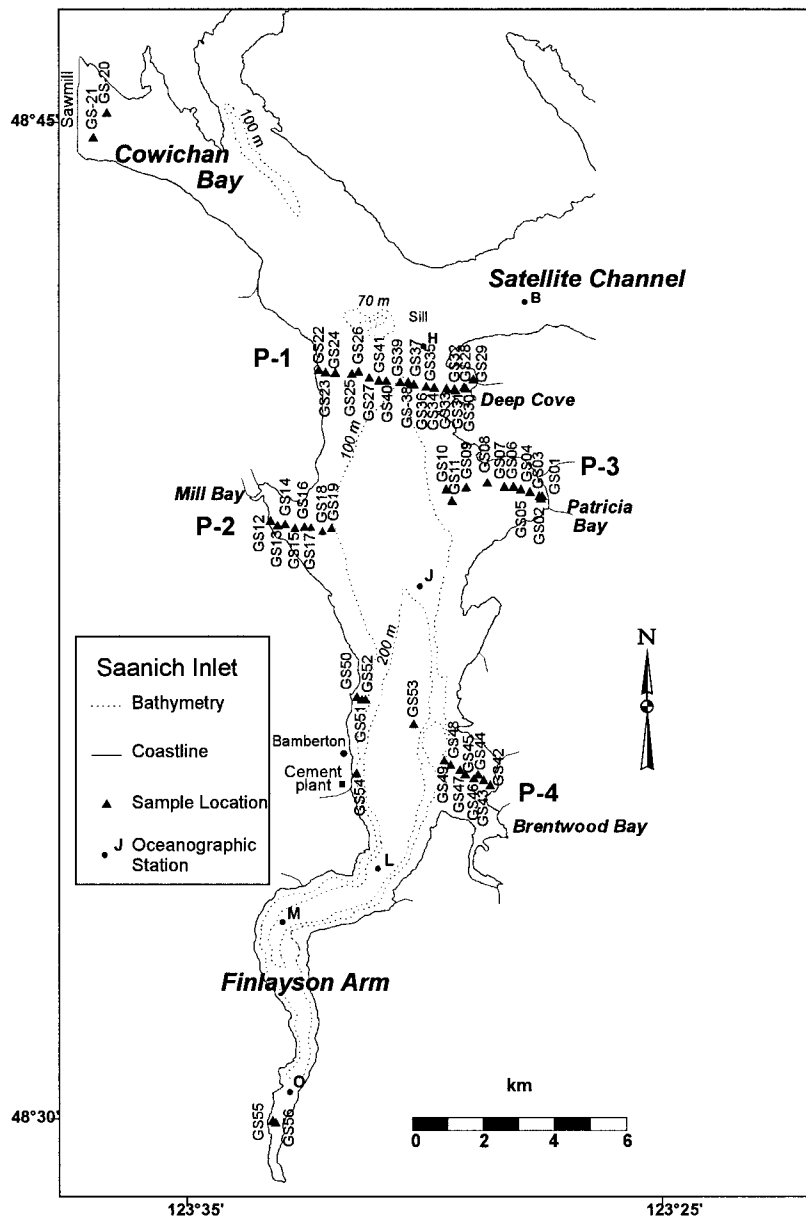 48°45'
Sawmill
GS-21
GS-20
100 m
Cowichan
Bay
Satellite Channel
B
70 m
Sill
H
P-1
GS22
GS23
GS24
GS25
GS26
GS27
GS41
GS40
GS39
GS-38
GS37
GS36
GS35
GS34
GS33
GS32
GS31
GS28
GS30
GS29
Deep Cove
100 m
GS10
GS11
GS09
GS08
GS07
GS06
GS05
GS04
GS03
GS02
GS01
P-3
Patricia
Bay
Mill Bay
P-2
GS12
GS13
GS14
GS15
GS16
GS17
GS18
GS19
J
200 m
N
Saanich Inlet
Bathymetry
Coastline
Sample Location
J Oceanographic
Station
GS50
GS51
GS52
GS53
Bamberton
Cement
plant
GS54
GS49
GS48
GS47
GS45
GS46
GS44
GS43
GS42
P-4
Brentwood Bay
L
M
Finlayson Arm
O
km
0 2 4 6
48°30'
GS55
GS56
123°35'
123°25'